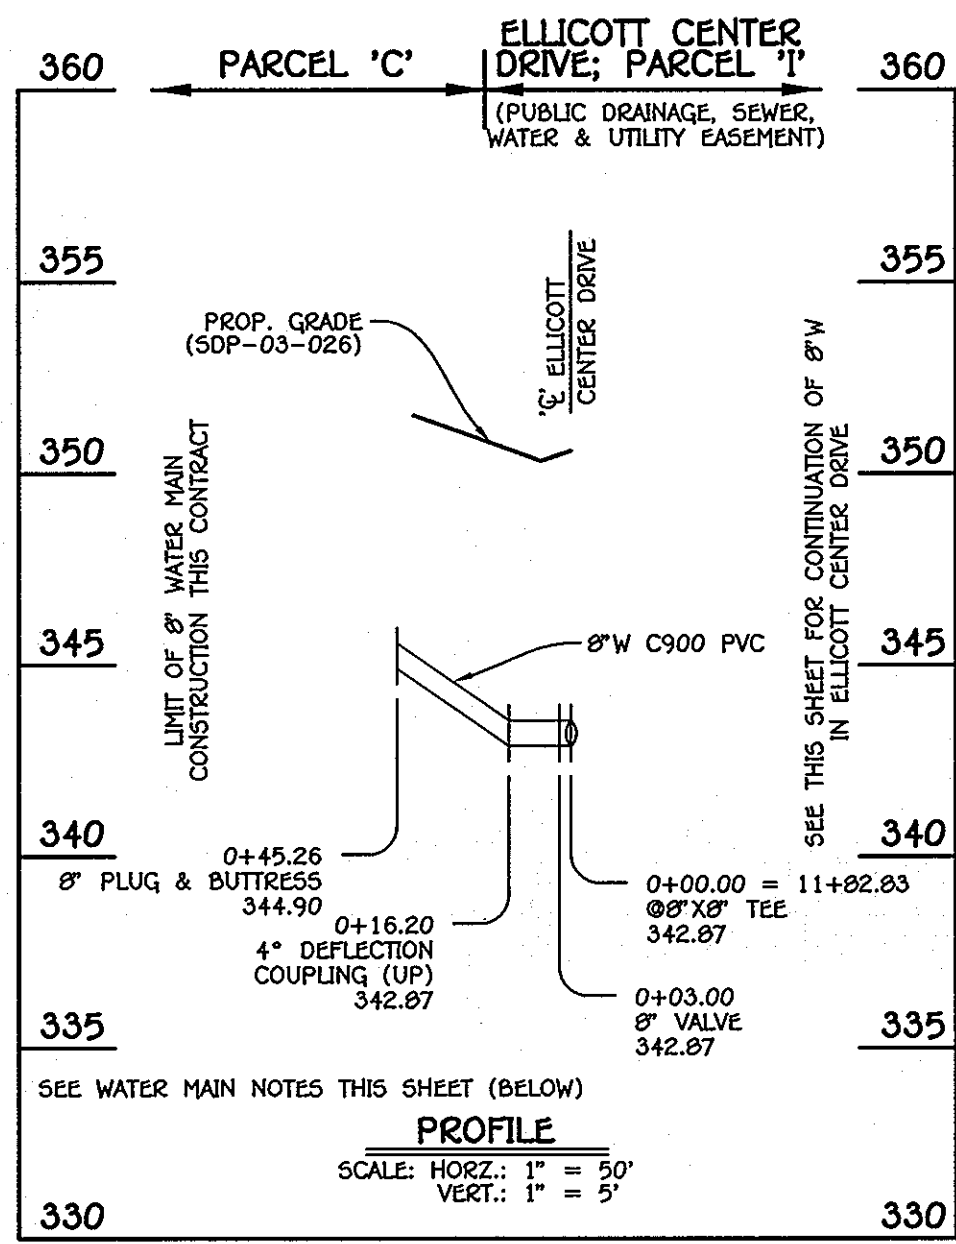 360
PARCEL 'C'
ELLICOTT CENTER
DRIVE; PARCEL 'I'
360
(PUBLIC DRAINAGE, SEWER,
WATER & UTILITY EASEMENT)
355
355
PROP. GRADE
(SDP-03-026)
'℄' ELLICOTT
CENTER DRIVE
350
350
LIMIT OF 8" WATER MAIN
CONSTRUCTION THIS CONTRACT
SEE THIS SHEET FOR CONTINUATION OF 8"W
IN ELLICOTT CENTER DRIVE
345
345
8"W C900 PVC
340
340
0+45.26
8" PLUG & BUTTRESS
344.90
0+16.20
4° DEFLECTION
COUPLING (UP)
342.87
0+00.00 = 11+82.83
@8"X8" TEE
342.87
0+03.00
8" VALVE
342.87
335
335
SEE WATER MAIN NOTES THIS SHEET (BELOW)
PROFILE
SCALE: HORZ.: 1" = 50'
VERT.: 1" = 5'
330
330